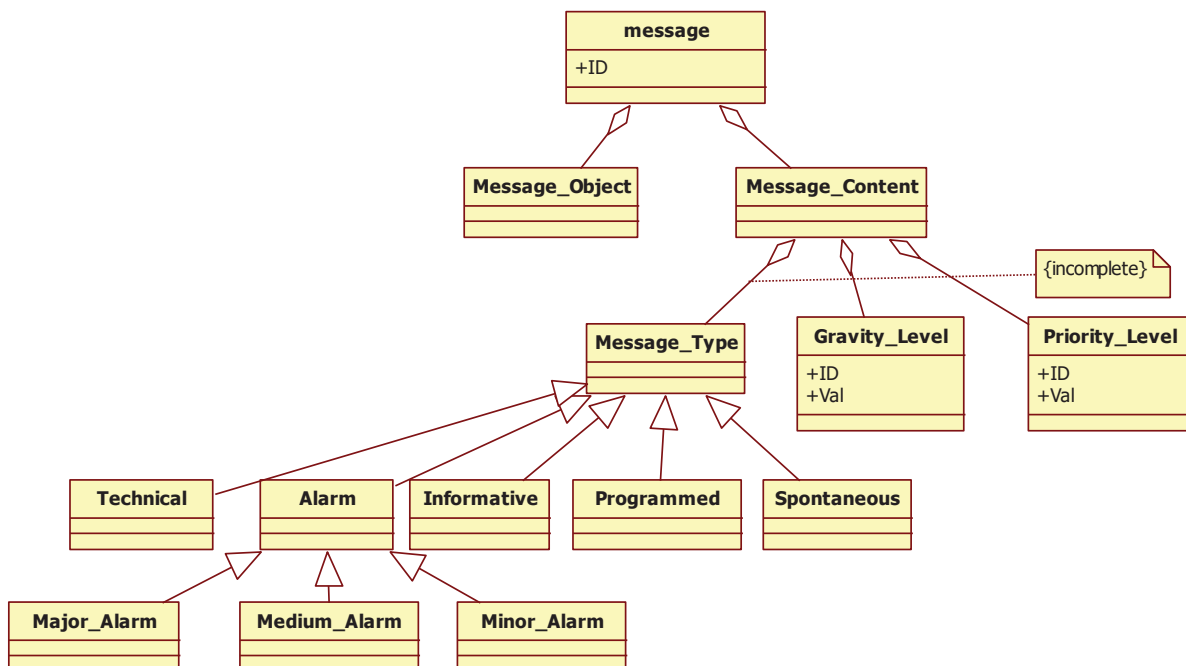 message
+ID
Message_Object
Message_Content
{incomplete}
Message_Type
Gravity_Level
+ID
+Val
Priority_Level
+ID
+Val
Technical
Alarm
Informative
Programmed
Spontaneous
Major_Alarm
Medium_Alarm
Minor_Alarm